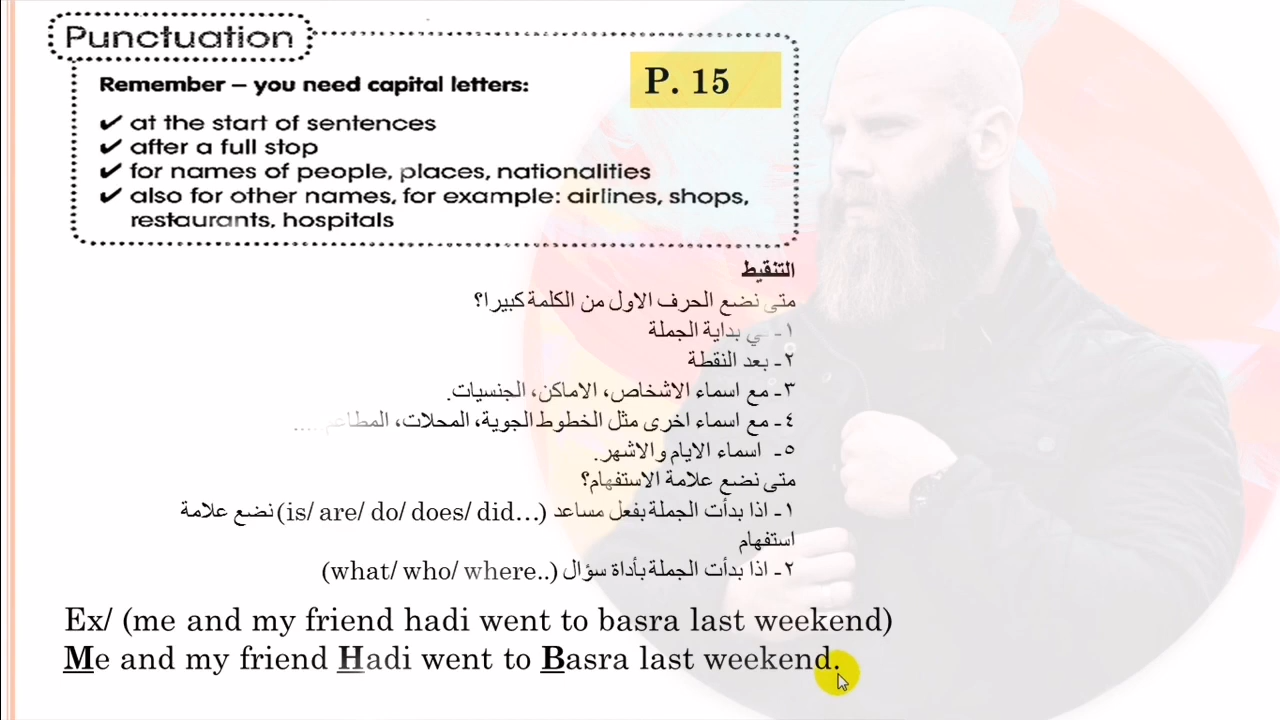 Punctuation
P. 15
Remember – you need capital letters:
✔ at the start of sentences
✔ after a full stop
✔ for names of people, places, nationalities
✔ also for other names, for example: airlines, shops,
restaurants, hospitals
التنقيط
متى نضع الحرف الاول من الكلمة كبيرا؟
١- في بداية الجملة
٢- بعد النقطة
٣- مع اسماء الاشخاص، الاماكن، الجنسيات.
٤- مع اسماء اخرى مثل الخطوط الجوية، المحلات، المطاعم....
٥- اسماء الايام والاشهر.
متى نضع علامة الاستفهام؟
١- اذا بدأت الجملة بفعل مساعد (is/ are/ do/ does/ did…) نضع علامة
استفهام
٢- اذا بدأت الجملة بأداة سؤال (what/ who/ where..)
Ex/ (me and my friend hadi went to basra last weekend)
Me and my friend Hadi went to Basra last weekend.